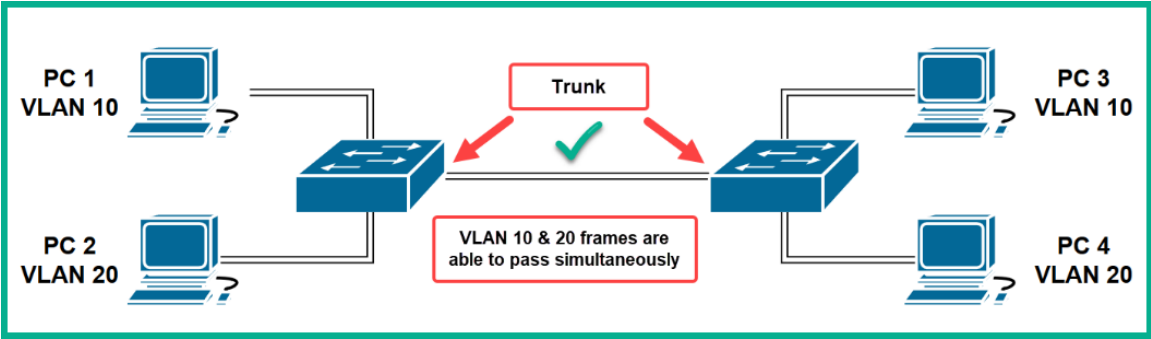 PC 1
VLAN 10
Trunk
PC 3
VLAN 10
PC 2
VLAN 20
VLAN 10 & 20 frames are
able to pass simultaneously
PC 4
VLAN 20